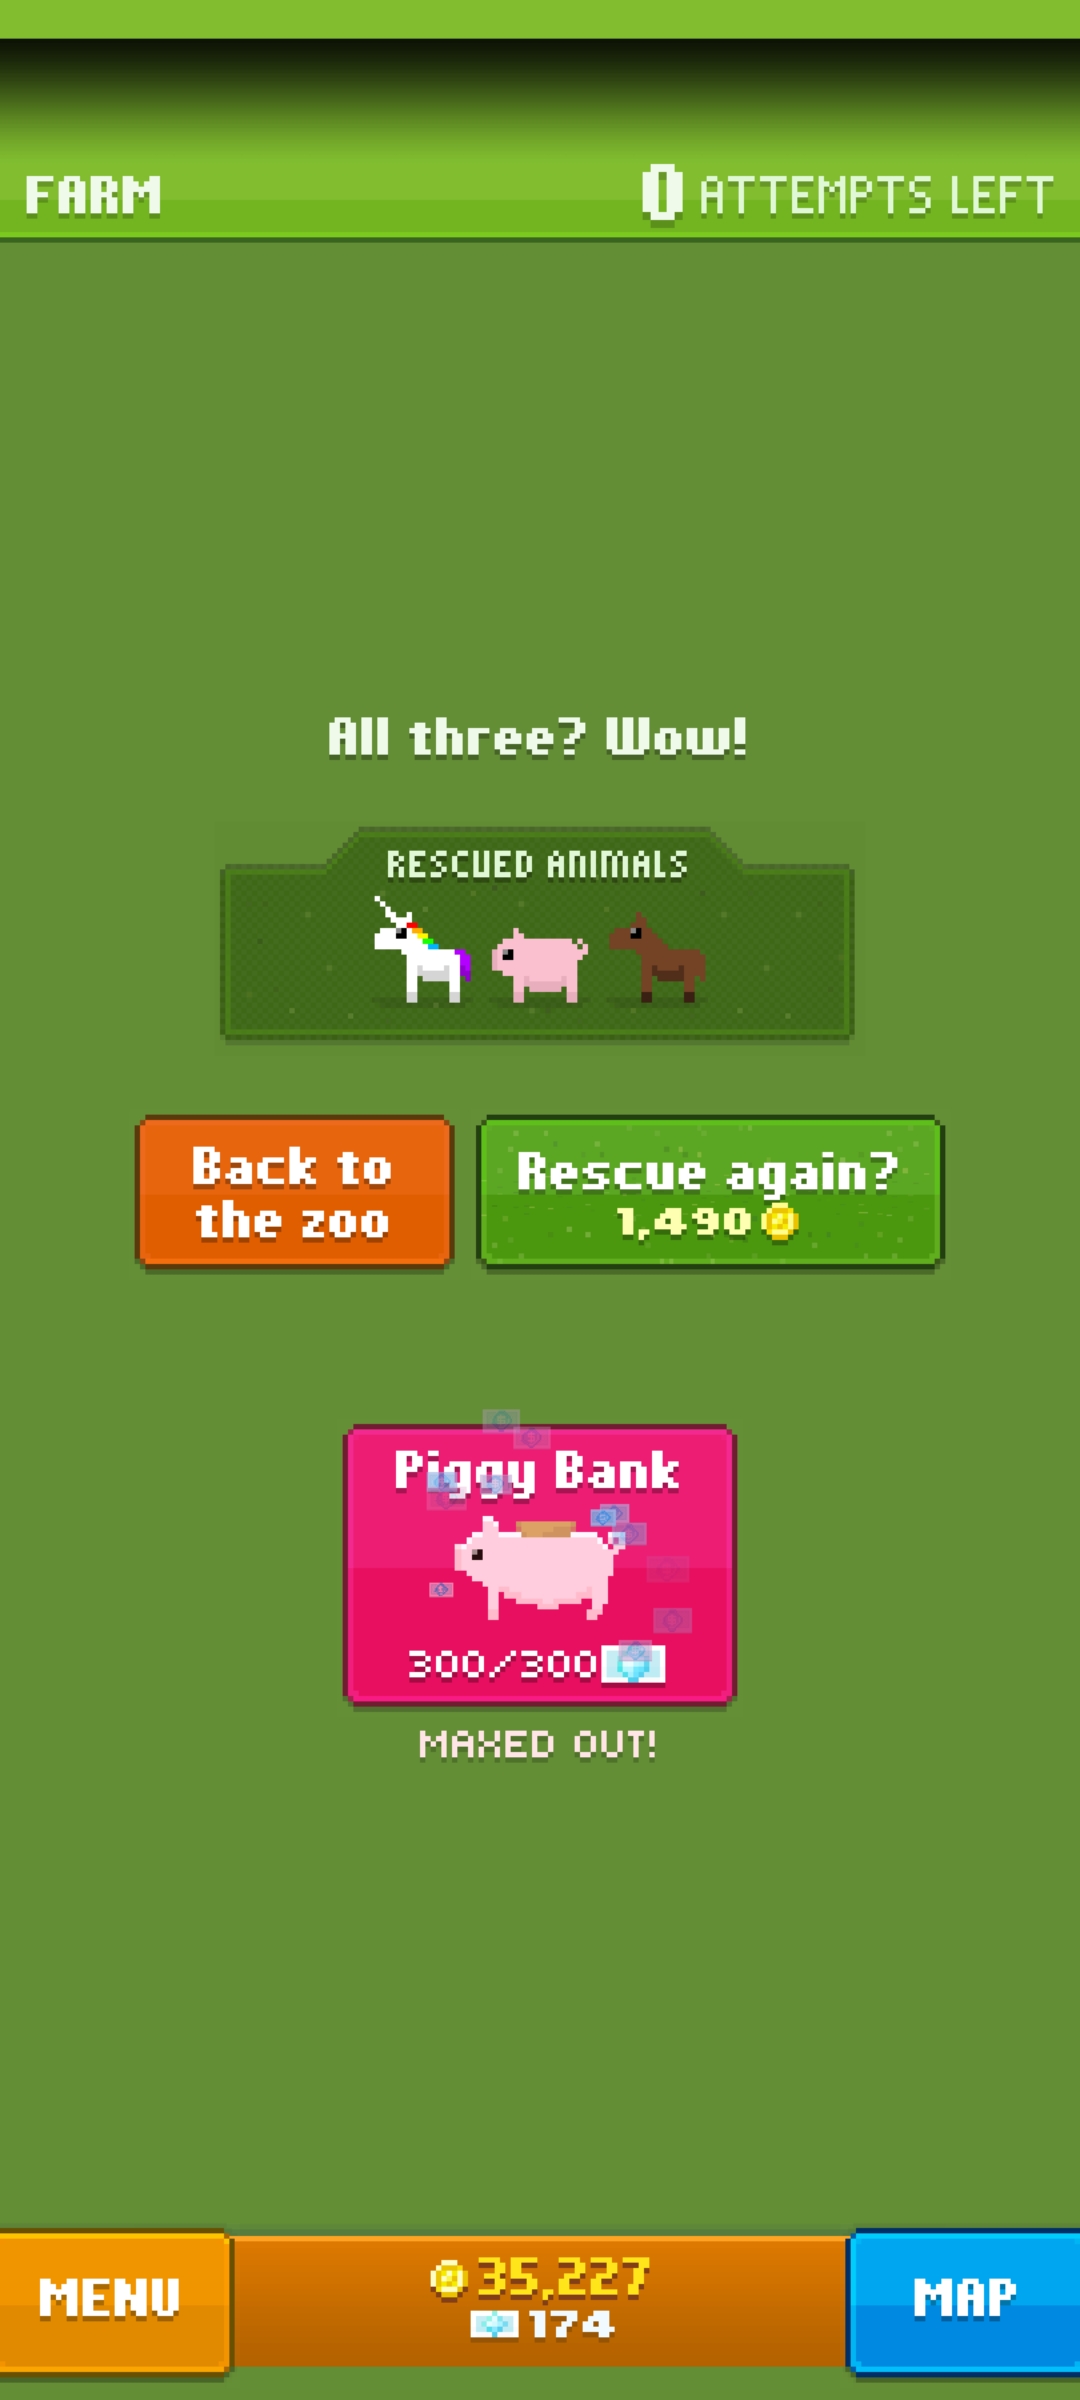 FARM
0 ATTEMPTS LEFT
All three? Wow!
RESCUED ANIMALS
Back to
the zoo
Rescue again?
1,490
Piggy Bank
300/300
MAXED OUT!
MENU
35,227
174
MAP